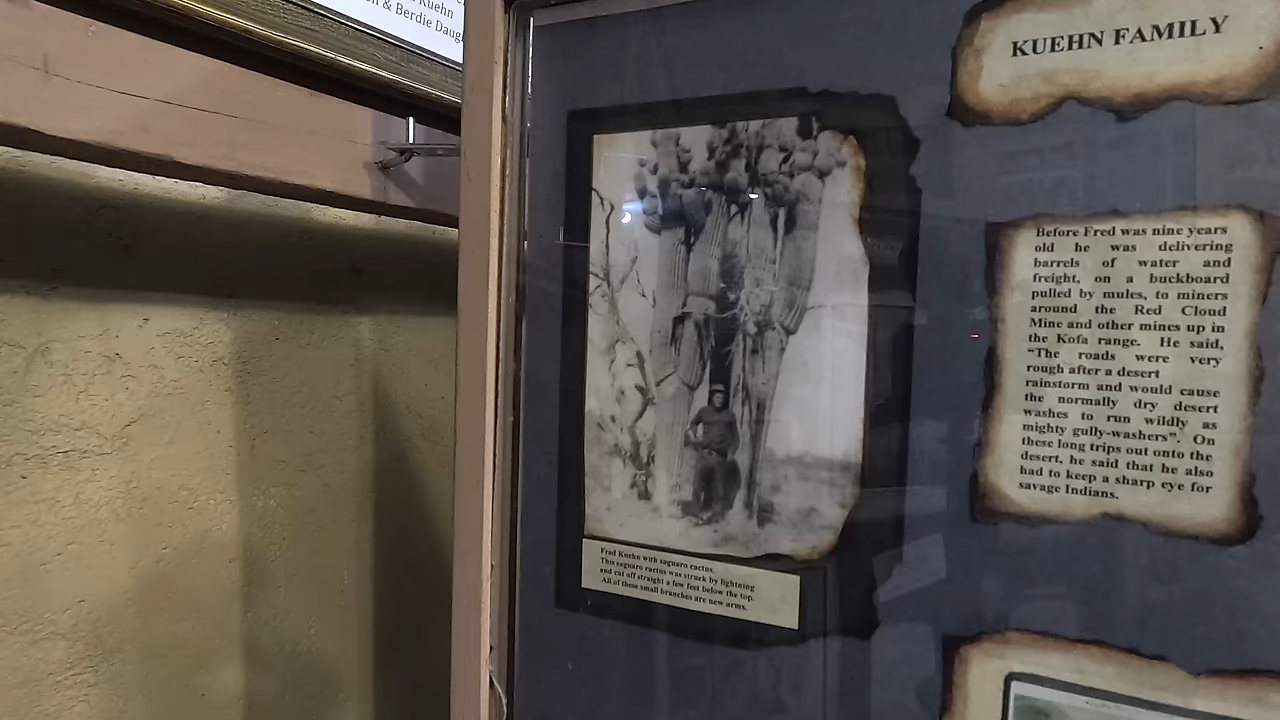 Kuehn
& Berdie
KUEHN FAMILY
Before Fred was nine years
old he was delivering
barrels of water and
freight, on a buckboard
pulled by mules, to miners
around the Red Cloud
Mine and other mines up in
the Kofa range. He said,
“The roads were very
rough after a desert
rainstorm and would cause
the normally dry desert
washes to run wildly as
mighty gully-washers”. On
these long trips out onto the
desert, he said that he also
had to keep a sharp eye for
savage Indians.
Fred Kuehn with saguaro cactus.
This saguaro cactus was struck by lightning
and cut off straight a few feet below the top.
All of these small branches are new arms.